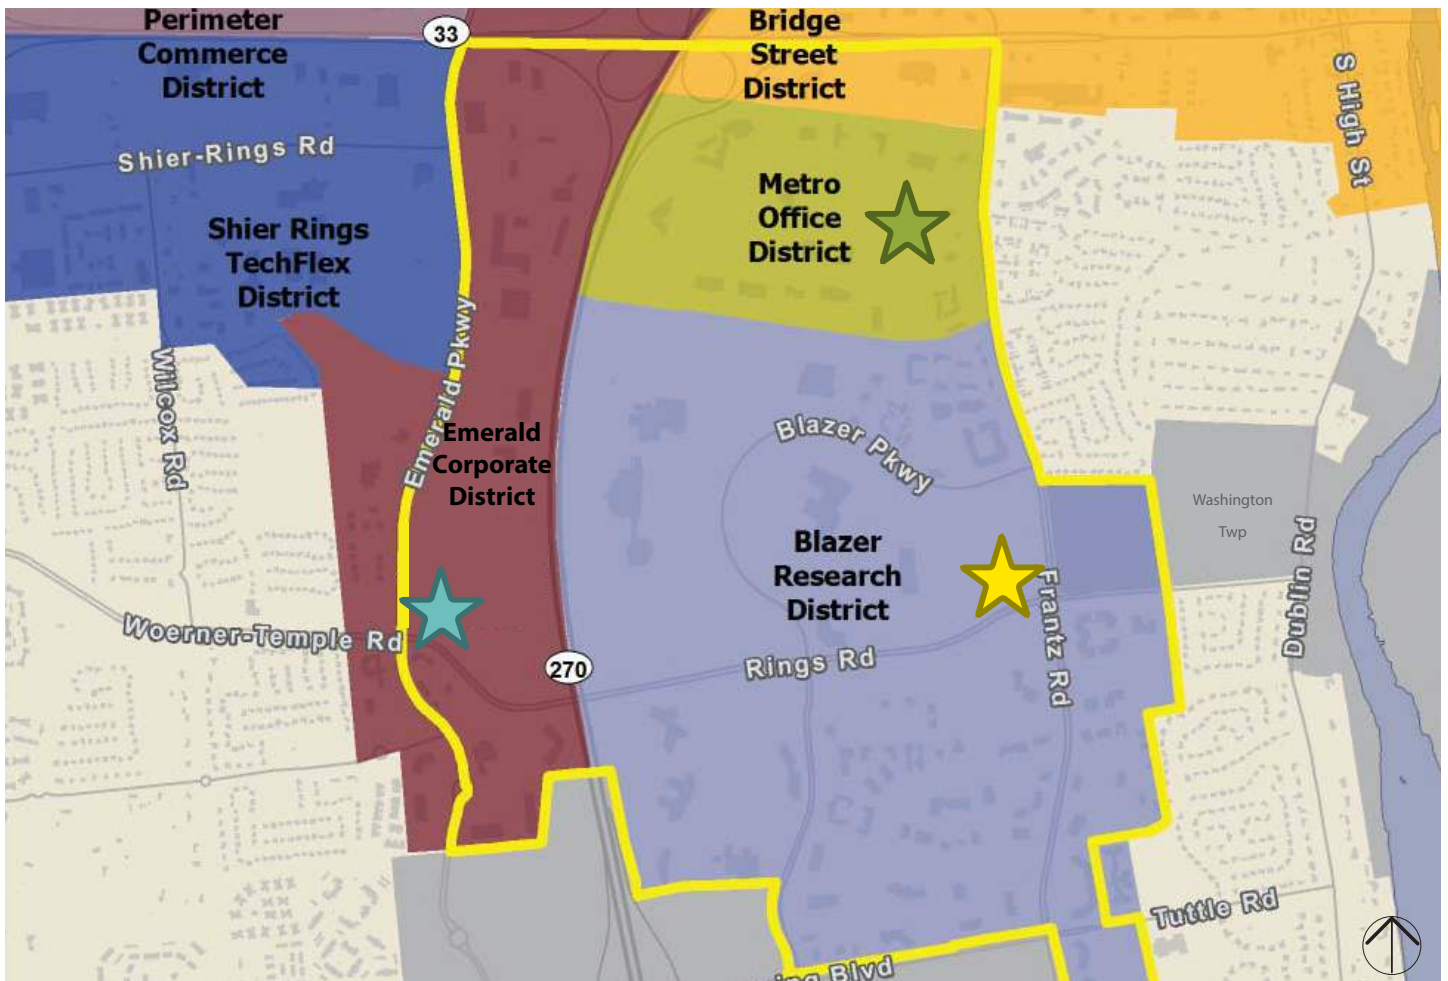 Perimeter
Commerce
District
33
Bridge
Street
District
S High St
Shier-Rings Rd
Metro
Office
District
Shier Rings
TechFlex
District
Emerald Pkwy
Wilcox Rd
Emerald
Corporate
District
Blazer Pkwy
Washington
Twp
Blazer
Research
District
Dublin Rd
Frantz Rd
Woerner-Temple Rd
270
Rings Rd
Tuttle Rd
Blvd